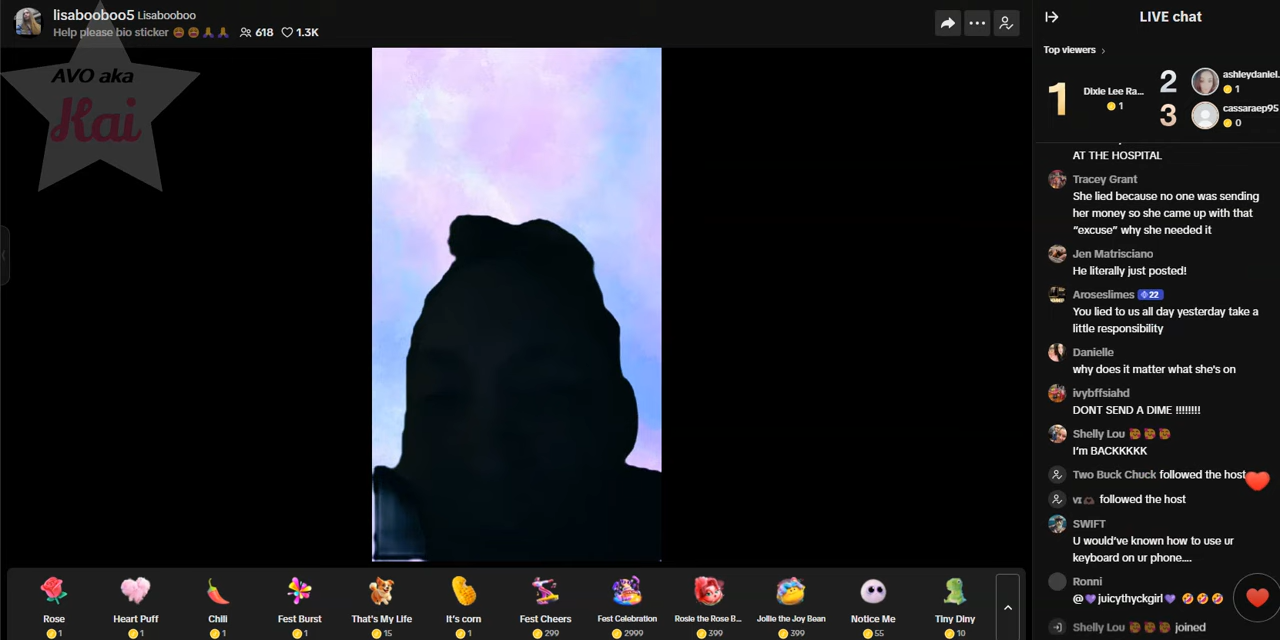 lisabooboo5 Lisabooboo
Help please bio sticker 618 1.3K
AVO aka
Kai
LIVE chat
Top viewers
1
Dixie Lee Ra...
1
2
ashleydaniel.
1
3
cassaraep95
0
AT THE HOSPITAL
Tracey Grant
She lied because no one was sending
her money so she came up with that
“excuse” why she needed it
Jen Matrisciano
He literally just posted!
Aroseslimes 22
You lied to us all day yesterday take a
little responsibility
Danielle
why does it matter what she's on
ivybffsiahd
DONT SEND A DIME !!!!!!!!
Shelly Lou
I’m BACKKKKK
Two Buck Chuck followed the host
followed the host
SWIFT
U would’ve known how to use ur
keyboard on ur phone....
Ronni
@💜juicythyckgirl💜 🤣🤣🤣
Shelly Lou joined
Rose
1
Heart Puff
1
Chili
1
Fest Burst
1
That's My Life
15
It’s corn
1
Fest Cheers
299
Fest Celebration
2999
Rosie the Rose B...
399
Jollie the Joy Bean
399
Notice Me
55
Tiny Diny
10